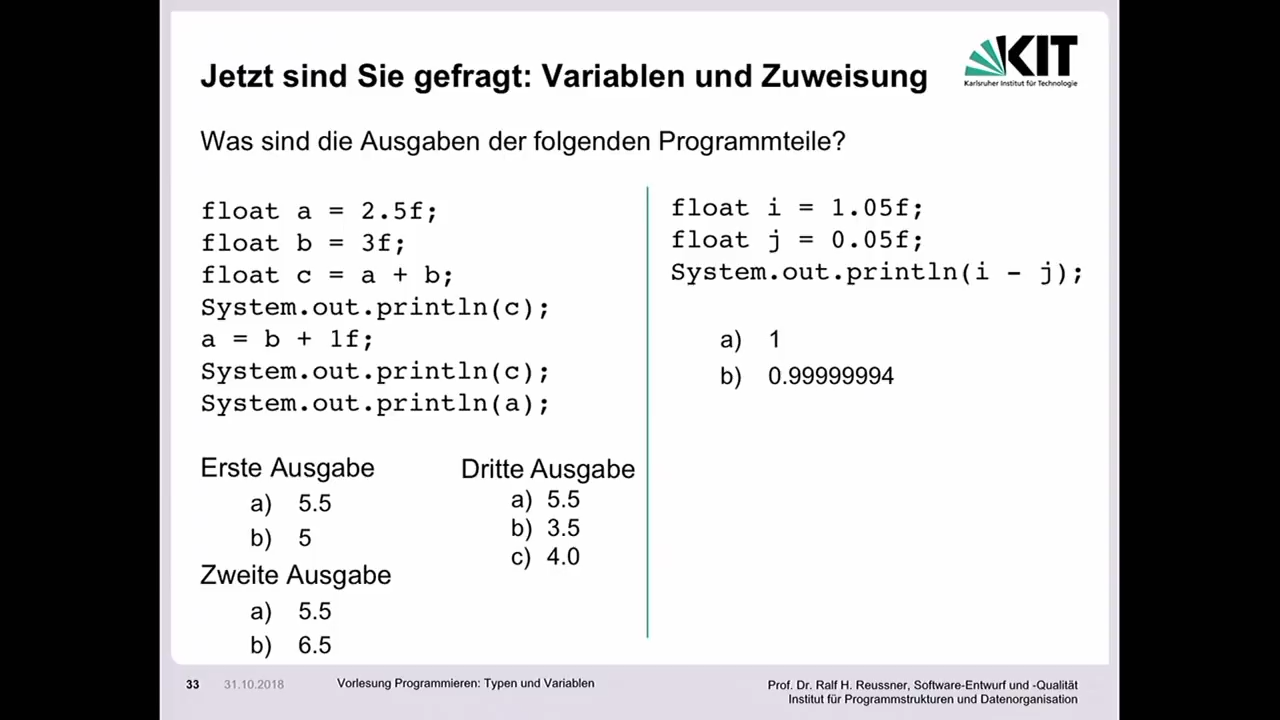 Jetzt sind Sie gefragt: Variablen und Zuweisung
KIT
Karlsruher Institut für Technologie
Was sind die Ausgaben der folgenden Programmteile?
float a = 2.5f;
float b = 3f;
float c = a + b;
System.out.println(c);
a = b + 1f;
System.out.println(c);
System.out.println(a);
Erste Ausgabe
a) 5.5
b) 5
Zweite Ausgabe
a) 5.5
b) 6.5
Dritte Ausgabe
a) 5.5
b) 3.5
c) 4.0
float i = 1.05f;
float j = 0.05f;
System.out.println(i - j);
a) 1
b) 0.99999994
33 31.10.2018 Vorlesung Programmieren: Typen und Variablen
Prof. Dr. Ralf H. Reussner, Software-Entwurf und -Qualität
Institut für Programmstrukturen und Datenorganisation